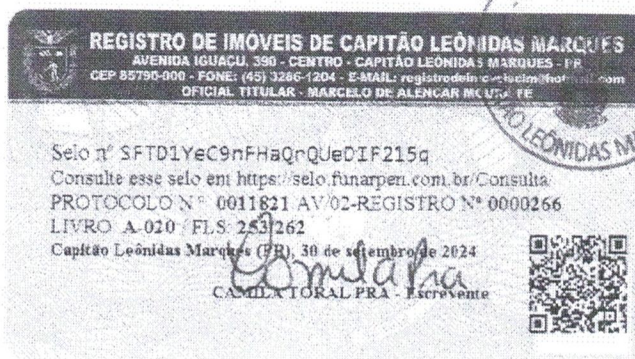 REGISTRO DE IMÓVEIS DE CAPITÃO LEÔNIDAS MARQUES
AVENIDA IGUAÇU, 390 - CENTRO - CAPITÃO LEÔNIDAS MARQUES - PR
CEP 85790-000 - FONE: (45) 3286-1204 - E-MAIL:
OFICIAL TITULAR - MARCELO DE ALENCAR
LEÔNIDAS M
Selo nº SFTD1YeC9nFHaQrQUeDIF215q
Consulte esse selo em https://selo.funarpen.com.br/Consulta
PROTOCOLO Nº 0011821 AV/02-REGISTRO Nº 0000266
LIVRO A-020 / FLS 253/262
Capitão Leônidas Marques (PR), 30 de setembro de 2024
Camila Pra
CAMILA TORAL PRA - Escrevente